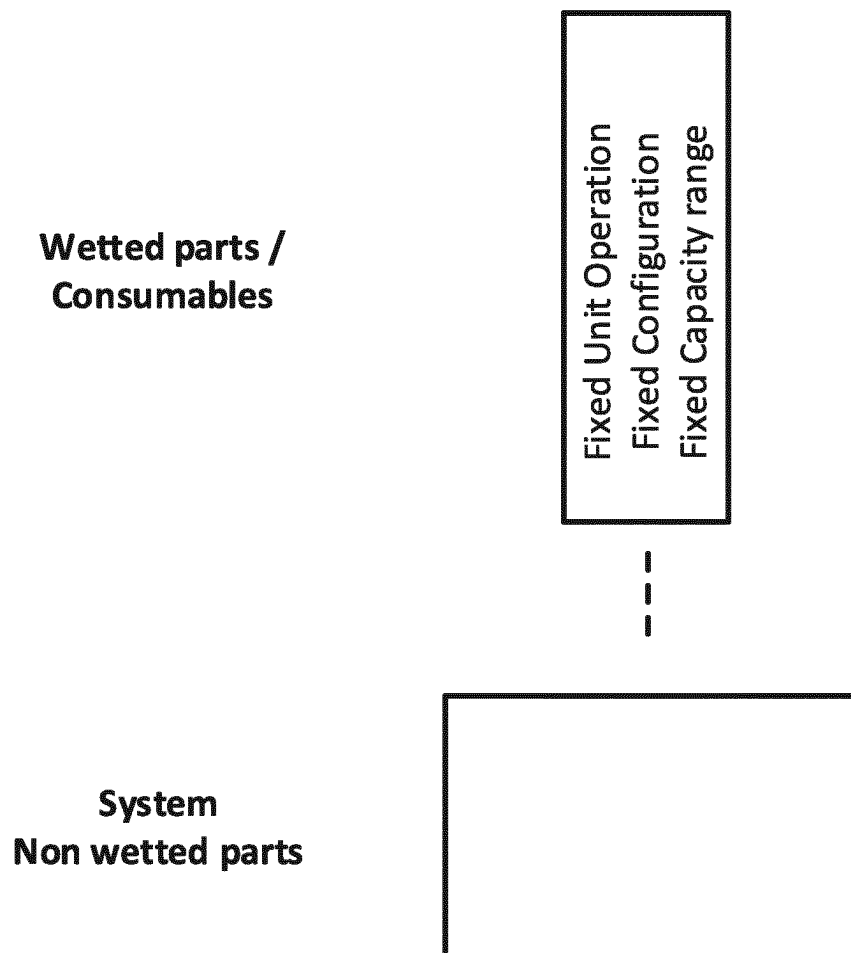 Wetted parts /
Consumables
Fixed Unit Operation
Fixed Configuration
Fixed Capacity range
System
Non wetted parts